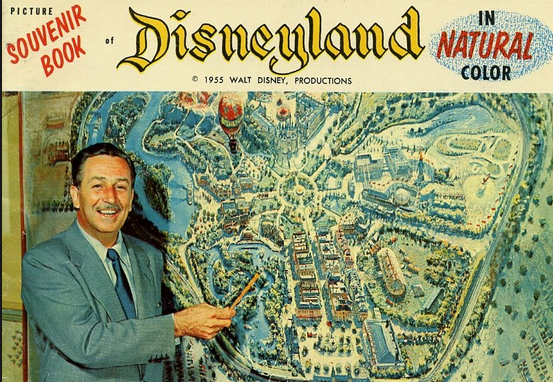 PICTURE
SOUVENIR
BOOK
of
Disneyland
© 1955 WALT DISNEY, PRODUCTIONS
IN
NATURAL
COLOR